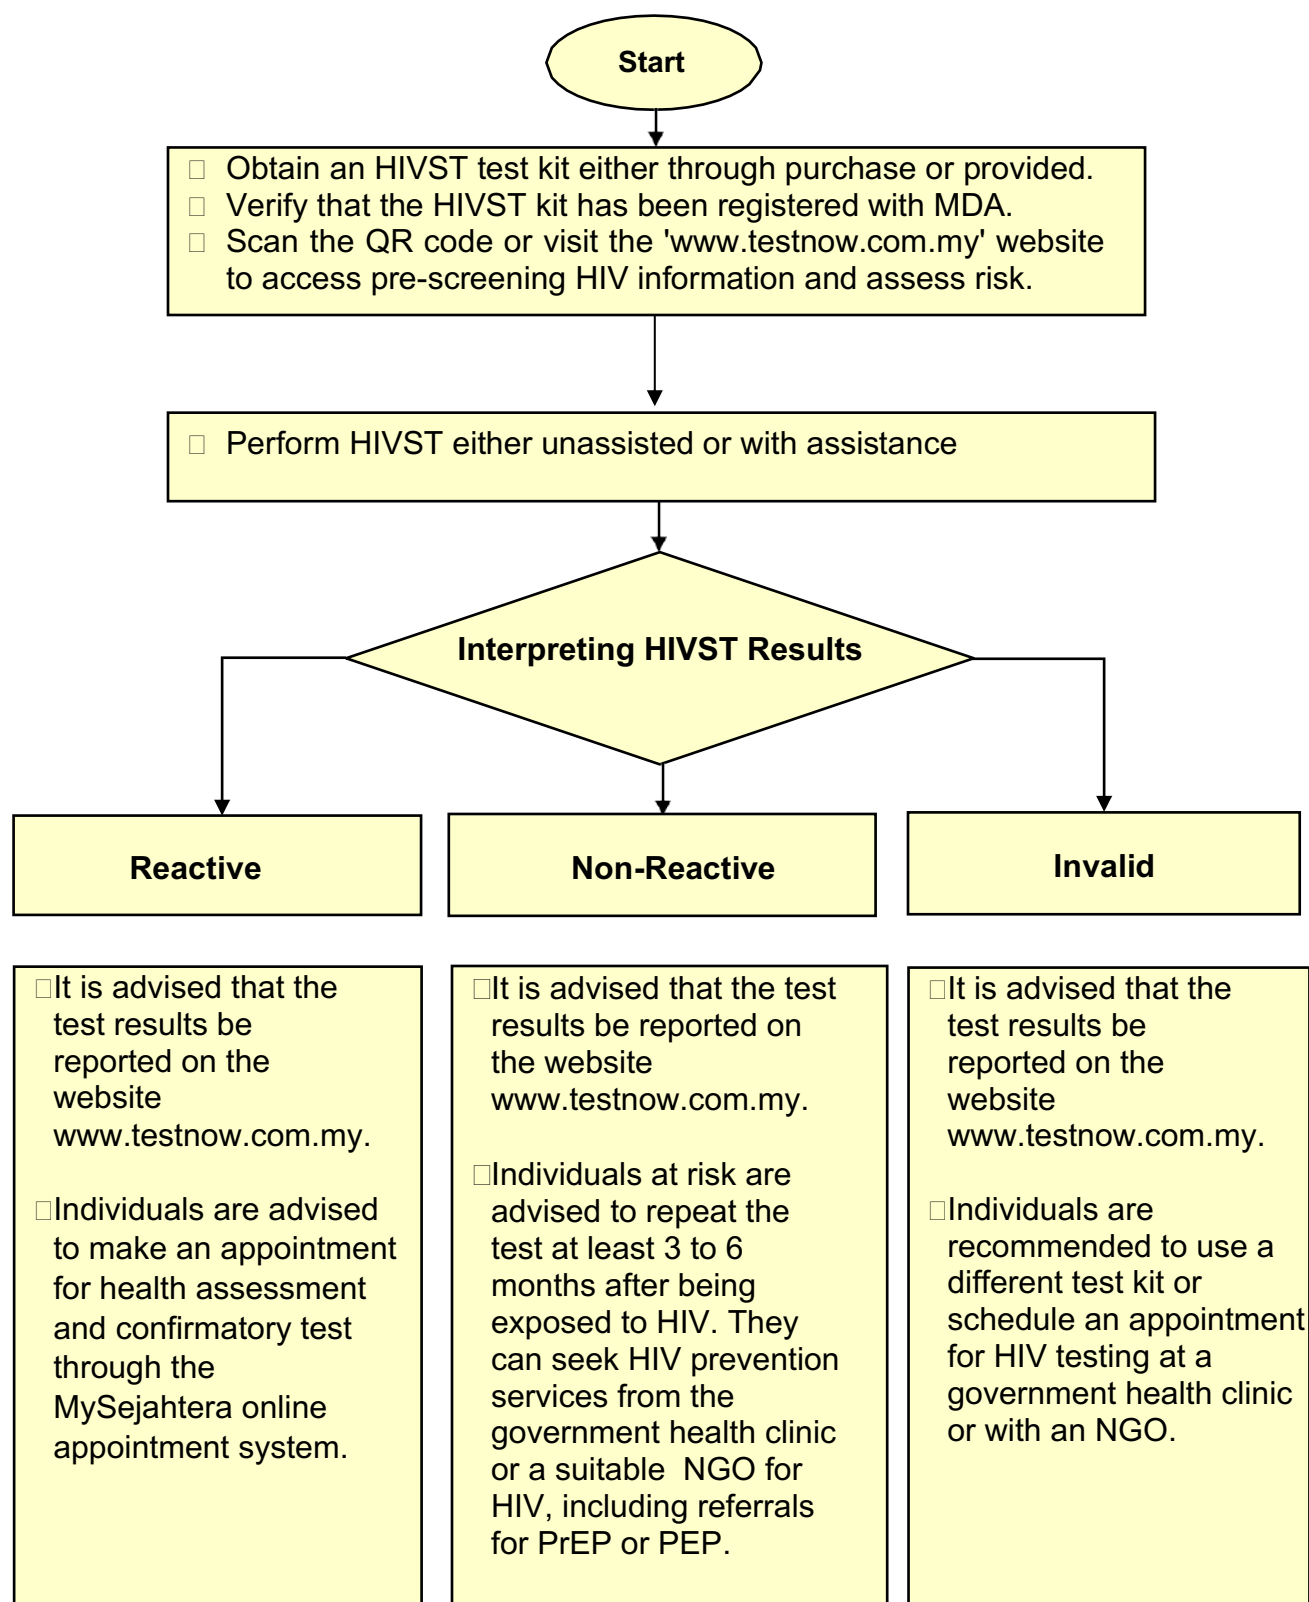 Start
□ Obtain an HIVST test kit either through purchase or provided.
□ Verify that the HIVST kit has been registered with MDA.
□ Scan the QR code or visit the 'www.testnow.com.my' website
to access pre-screening HIV information and assess risk.
□ Perform HIVST either unassisted or with assistance
Interpreting HIVST Results
Reactive
□It is advised that the
test results be
reported on the
website
www.testnow.com.my.
□Individuals are advised
to make an appointment
for health assessment
and confirmatory test
through the
MySejahtera online
appointment system.
Non-Reactive
□It is advised that the test
results be reported on
the website
www.testnow.com.my.
□Individuals at risk are
advised to repeat the
test at least 3 to 6
months after being
exposed to HIV. They
can seek HIV prevention
services from the
government health clinic
or a suitable NGO for
HIV, including referrals
for PrEP or PEP.
Invalid
□It is advised that the
test results be
reported on the
website
www.testnow.com.my.
□Individuals are
recommended to use a
different test kit or
schedule an appointment
for HIV testing at a
government health clinic
or with an NGO.